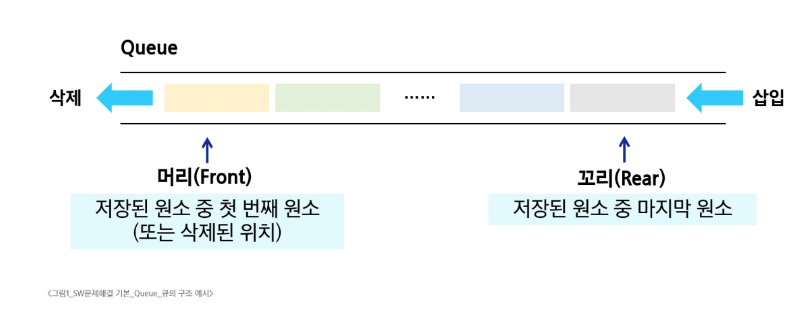 Queue
삭제
······
삽입
머리(Front)
저장된 원소 중 첫 번째 원소
(또는 삭제된 위치)
꼬리(Rear)
저장된 원소 중 마지막 원소
<그림1_SW문제해결 기본_Queue_큐의 구조 예시>